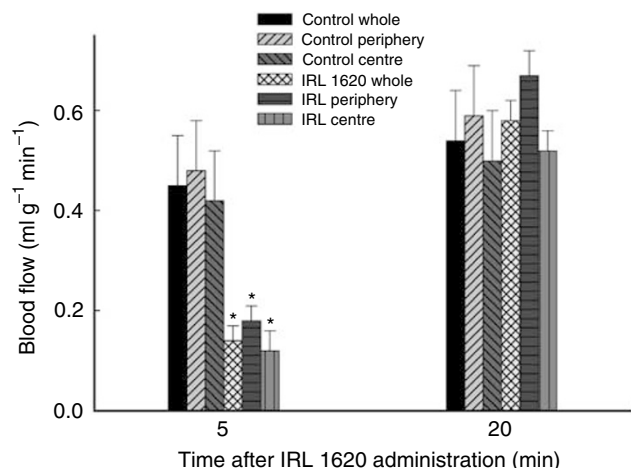 Control whole
Control periphery
Control centre
IRL 1620 whole
IRL periphery
IRL centre
Blood flow (ml g⁻¹ min⁻¹)
0.6
0.4
0.2
0.0
* * *
5 20
Time after IRL 1620 administration (min)